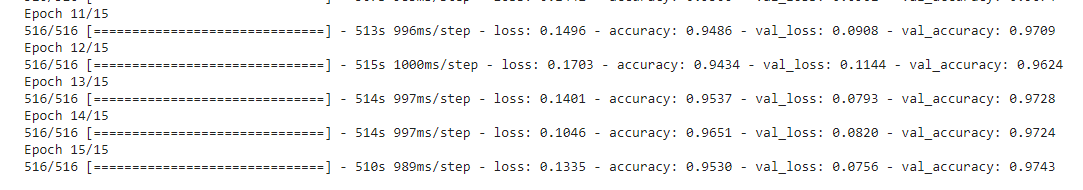 Epoch 11/15
516/516 [==============================] - 513s 996ms/step - loss: 0.1496 - accuracy: 0.9486 - val_loss: 0.0908 - val_accuracy: 0.9709
Epoch 12/15
516/516 [==============================] - 515s 1000ms/step - loss: 0.1703 - accuracy: 0.9434 - val_loss: 0.1144 - val_accuracy: 0.9624
Epoch 13/15
516/516 [==============================] - 514s 997ms/step - loss: 0.1401 - accuracy: 0.9537 - val_loss: 0.0793 - val_accuracy: 0.9728
Epoch 14/15
516/516 [==============================] - 514s 997ms/step - loss: 0.1046 - accuracy: 0.9651 - val_loss: 0.0820 - val_accuracy: 0.9724
Epoch 15/15
516/516 [==============================] - 510s 989ms/step - loss: 0.1335 - accuracy: 0.9530 - val_loss: 0.0756 - val_accuracy: 0.9743